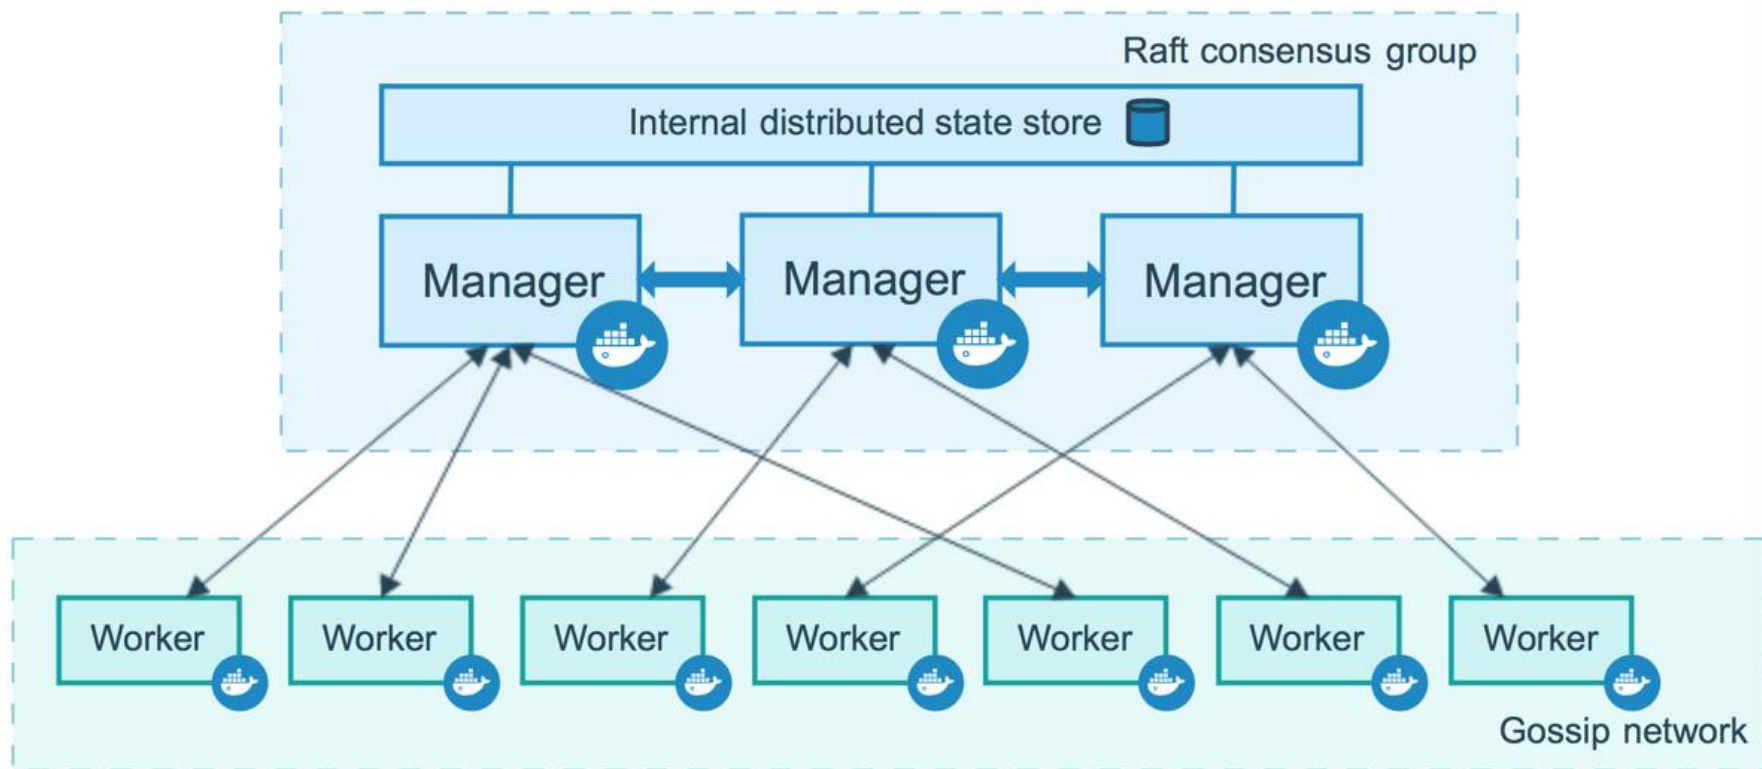 Raft consensus group
Internal distributed state store
Manager
Manager
Manager
Worker
Worker
Worker
Worker
Worker
Worker
Worker
Gossip network